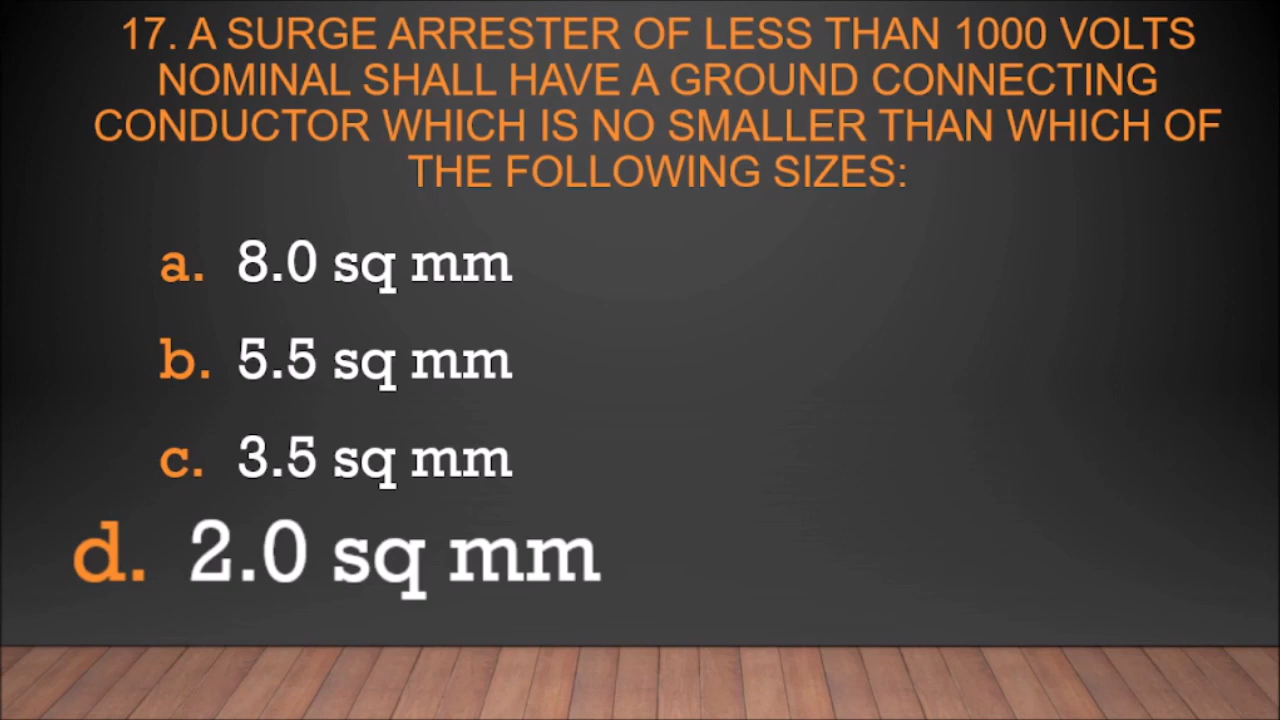 17. A SURGE ARRESTER OF LESS THAN 1000 VOLTS
NOMINAL SHALL HAVE A GROUND CONNECTING
CONDUCTOR WHICH IS NO SMALLER THAN WHICH OF
THE FOLLOWING SIZES:
a. 8.0 sq mm
b. 5.5 sq mm
c. 3.5 sq mm
d. 2.0 sq mm